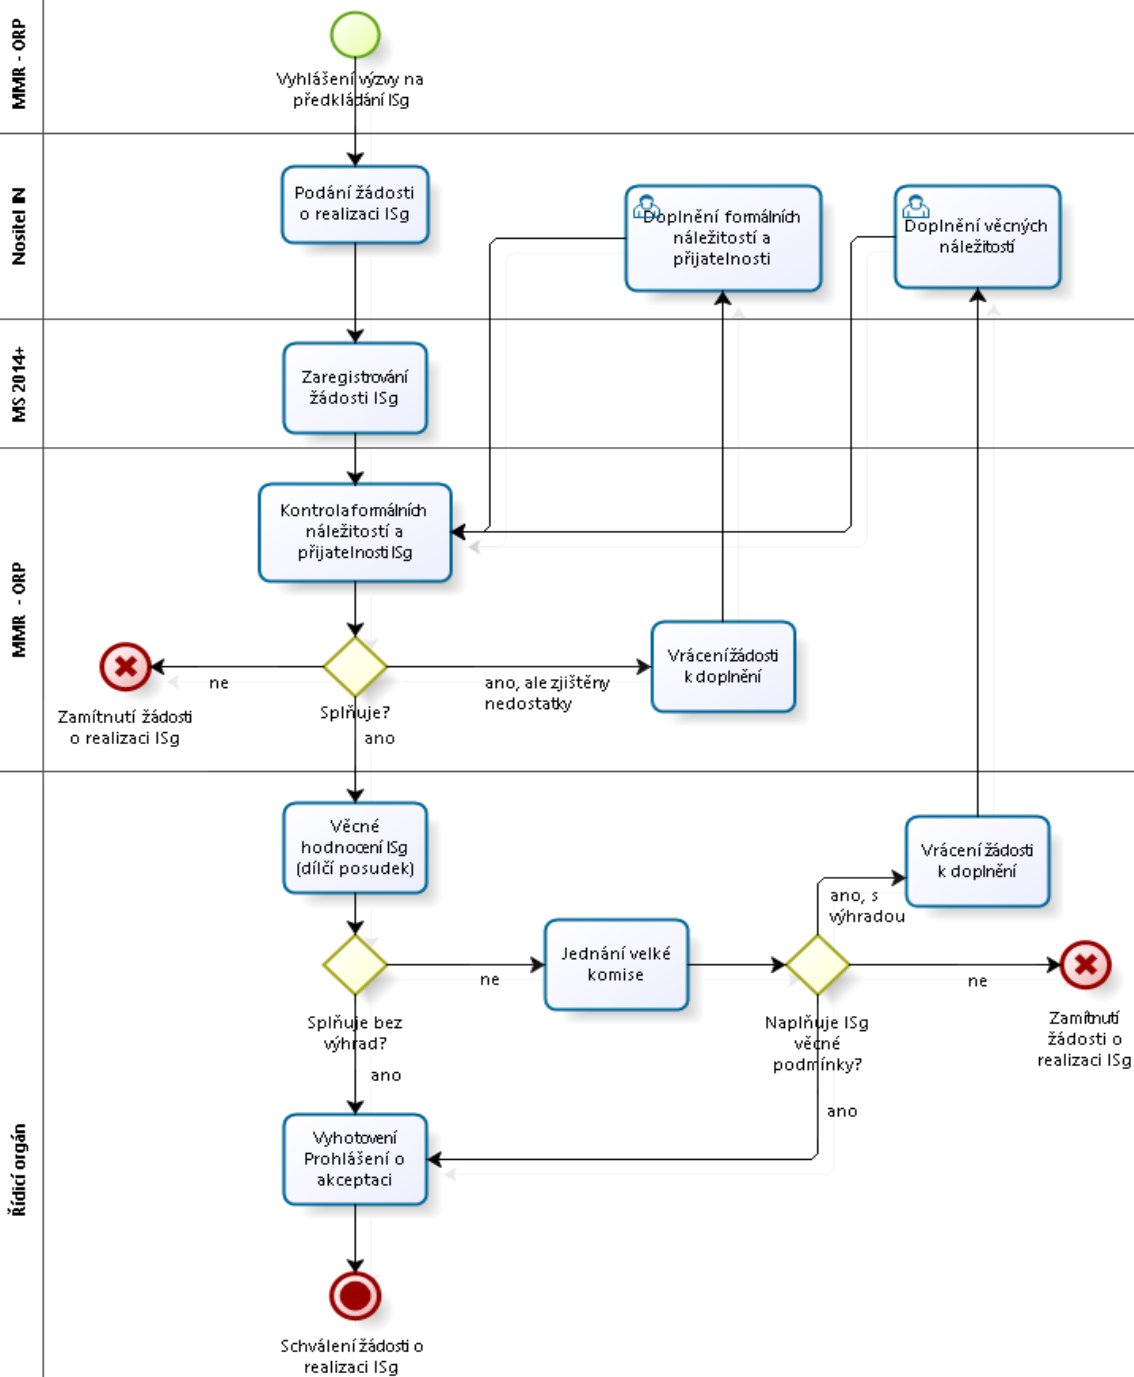 MMR - ORP
Vyhlášení výzvy na
předkládání ISg
Nositel IN
Podání žádosti
o realizaci ISg
Doplnění formálních
náležitostí a
přijatelnosti
Doplnění věcných
náležitostí
MS 2014+
Zaregistrování
žádosti ISg
MMR - ORP
Kontrola formálních
náležitostí a
přijatelnosti ISg
Vrácení žádosti
k doplnění
ne
ano, ale zjištěny
nedostatky
Splňuje?
Zamítnutí žádosti
o realizaci ISg
ano
Řídicí orgán
Věcné
hodnocení ISg
(dílčí posudek)
Vrácení žádosti
k doplnění
ano, s
výhradou
Jednání velké
komise
ne
ne
Splňuje bez
výhrad?
Naplňuje ISg
věcné
podmínky?
Zamítnutí
žádosti o
realizaci ISg
ano
ano
Vyhotovení
Prohlášení o
akceptaci
Schválení žádosti o
realizaci ISg